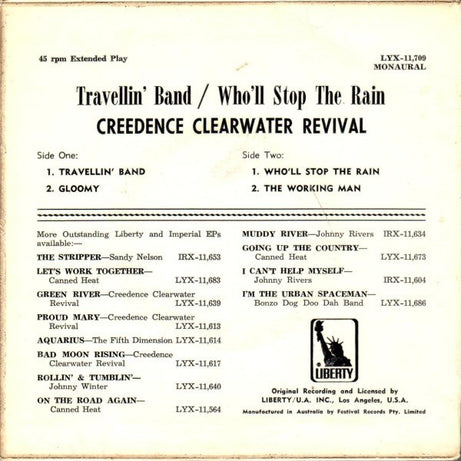 45 rpm Extended Play
LYX-11,709
MONAURAL
Travellin' Band / Who'll Stop The Rain
CREEDENCE CLEARWATER REVIVAL
Side One:
1. TRAVELLIN' BAND
2. GLOOMY
Side Two:
1. WHO'LL STOP THE RAIN
2. THE WORKING MAN
More Outstanding Liberty and Imperial EPs
available:—
THE STRIPPER—Sandy Nelson IRX-11,653
LET'S WORK TOGETHER—
Canned Heat LYX-11,683
GREEN RIVER—Creedence Clearwater
Revival LYX-11,639
PROUD MARY—Creedence Clearwater
Revival LYX-11,613
AQUARIUS—The Fifth Dimension LYX-11,614
BAD MOON RISING—Creedence
Clearwater Revival LYX-11,617
ROLLIN' & TUMBLIN'—
Johnny Winter LYX-11,640
ON THE ROAD AGAIN—
Canned Heat LYX-11,564
MUDDY RIVER—Johnny Rivers IRX-11,634
GOING UP THE COUNTRY—
Canned Heat LYX-11,673
I CAN'T HELP MYSELF—
Johnny Rivers IRX-11,604
I'M THE URBAN SPACEMAN—
Bonzo Dog Doo Dah Band LYX-11,686
LIBERTY
Original Recording and Licensed by
LIBERTY/U.A. INC., Los Angeles, U.S.A.
Manufactured in Australia by Festival Records Pty. Limited